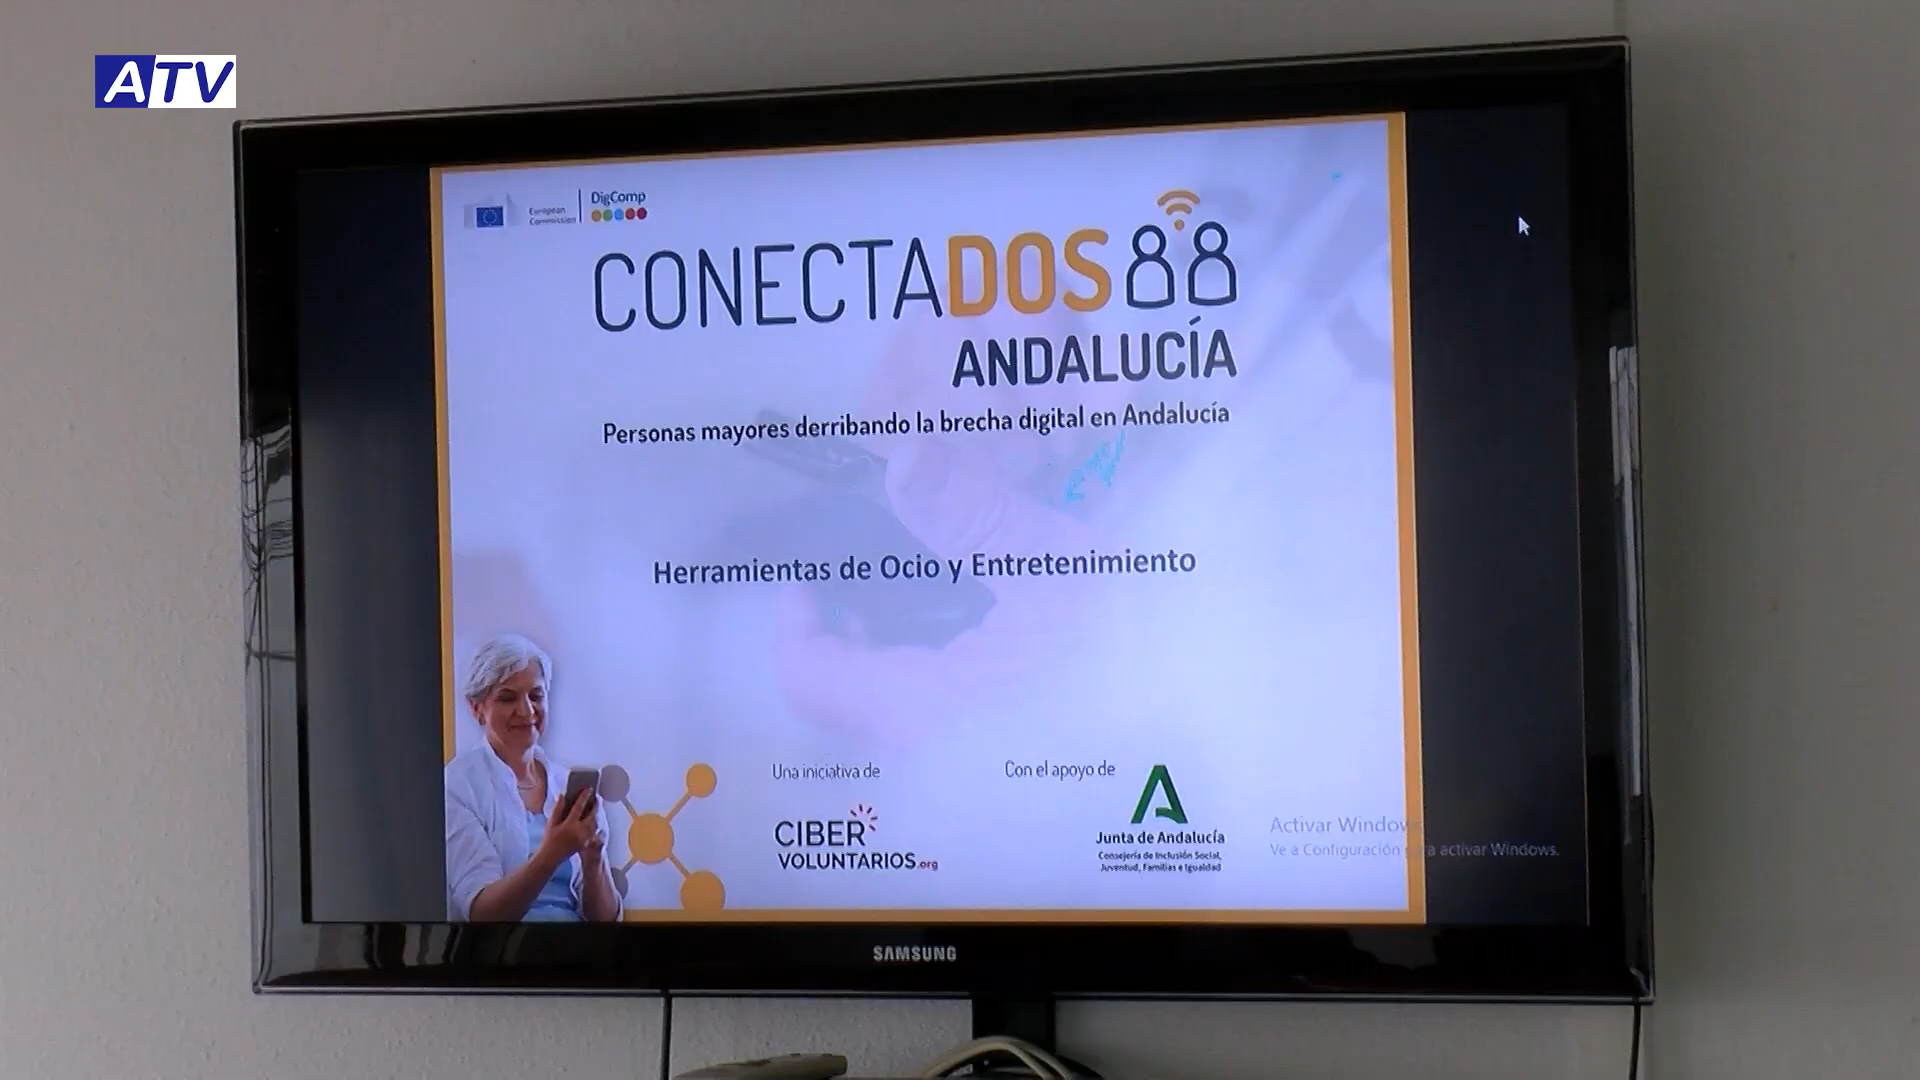 ATV
European
Commission
DigComp
CONECTADOS
ANDALUCÍA
Personas mayores derribando la brecha digital en Andalucía
Herramientas de Ocio y Entretenimiento
Una iniciativa de
CIBER
VOLUNTARIOS.org
Con el apoyo de
Junta de Andalucía
Consejería de Inclusión Social,
Juventud, Familias e Igualdad
Activar Windows
Ve a Configuración para activar Windows.
SAMSUNG